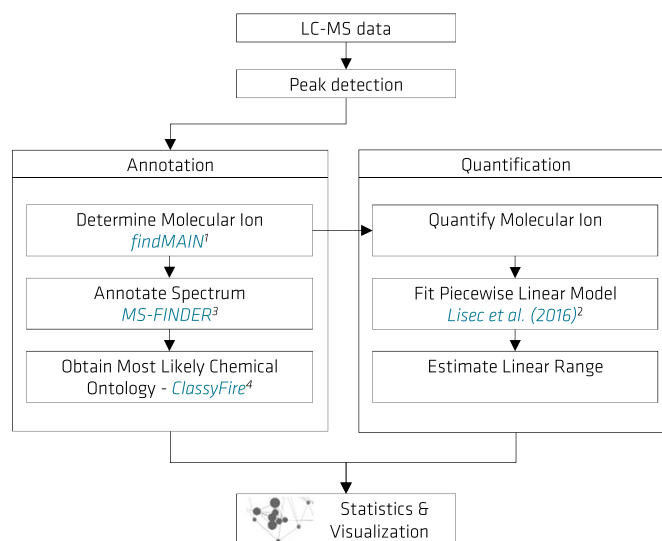 LC-MS data
Peak detection
Annotation
Determine Molecular Ion
findMAIN¹
Annotate Spectrum
MS-FINDER³
Obtain Most Likely Chemical
Ontology - ClassyFire⁴
Quantification
Quantify Molecular Ion
Fit Piecewise Linear Model
Lisec et al. (2016)²
Estimate Linear Range
Statistics &
Visualization